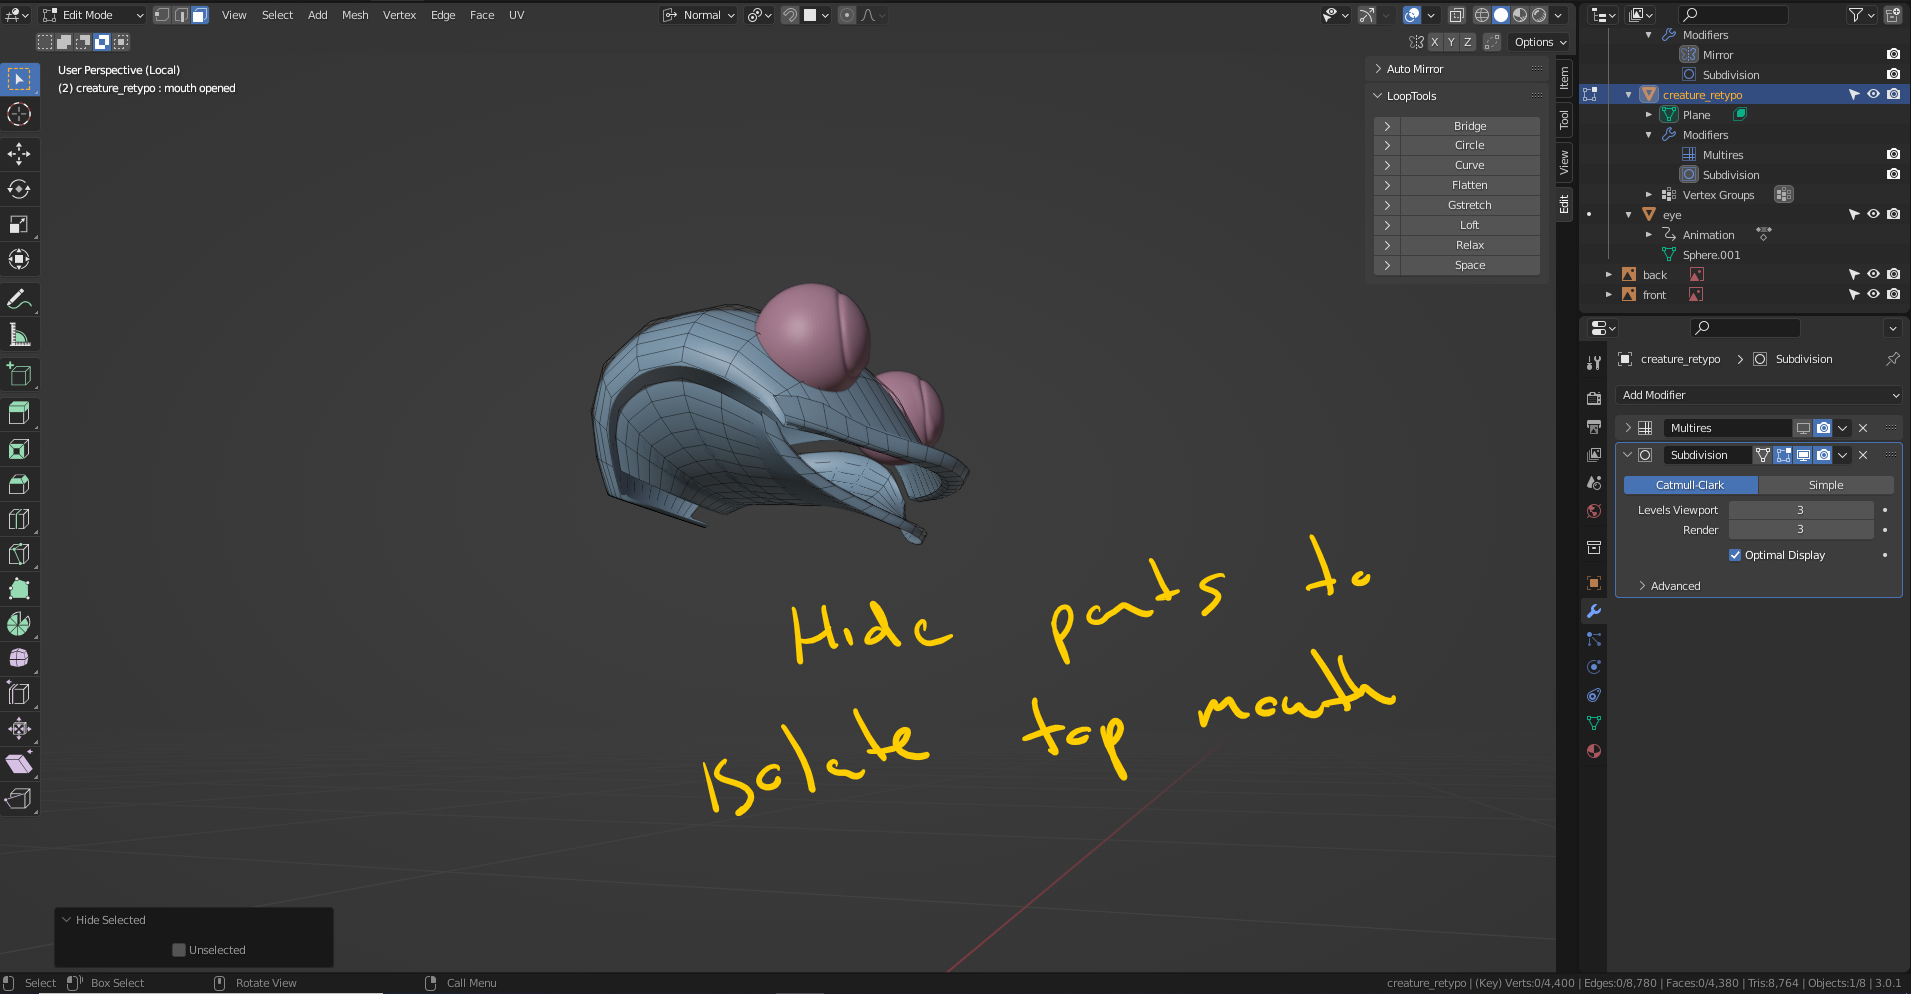 Edit Mode
View Select Add Mesh Vertex Edge Face UV
Normal
X Y Z Options
User Perspective (Local)
(2) creature_retypo : mouth opened
Auto Mirror
LoopTools
Bridge
Circle
Curve
Flatten
Gstretch
Loft
Relax
Space
Item
Tool
View
Edit
Modifiers
Mirror
Subdivision
creature_retypo
Plane
Modifiers
Multires
Subdivision
Vertex Groups
eye
Animation
Sphere.001
back
front
creature_retypo > Subdivision
Add Modifier
Multires
Subdivision
Catmull-Clark Simple
Levels Viewport 3
Render 3
Optimal Display
Advanced
Hide parts to
Isolate top mouth
Hide Selected
Unselected
Select Box Select Rotate View Call Menu
creature_retypo | (Key) Verts:0/4,400 | Edges:0/8,780 | Faces:0/4,380 | Tris:8,764 | Objects:1/8 | 3.0.1